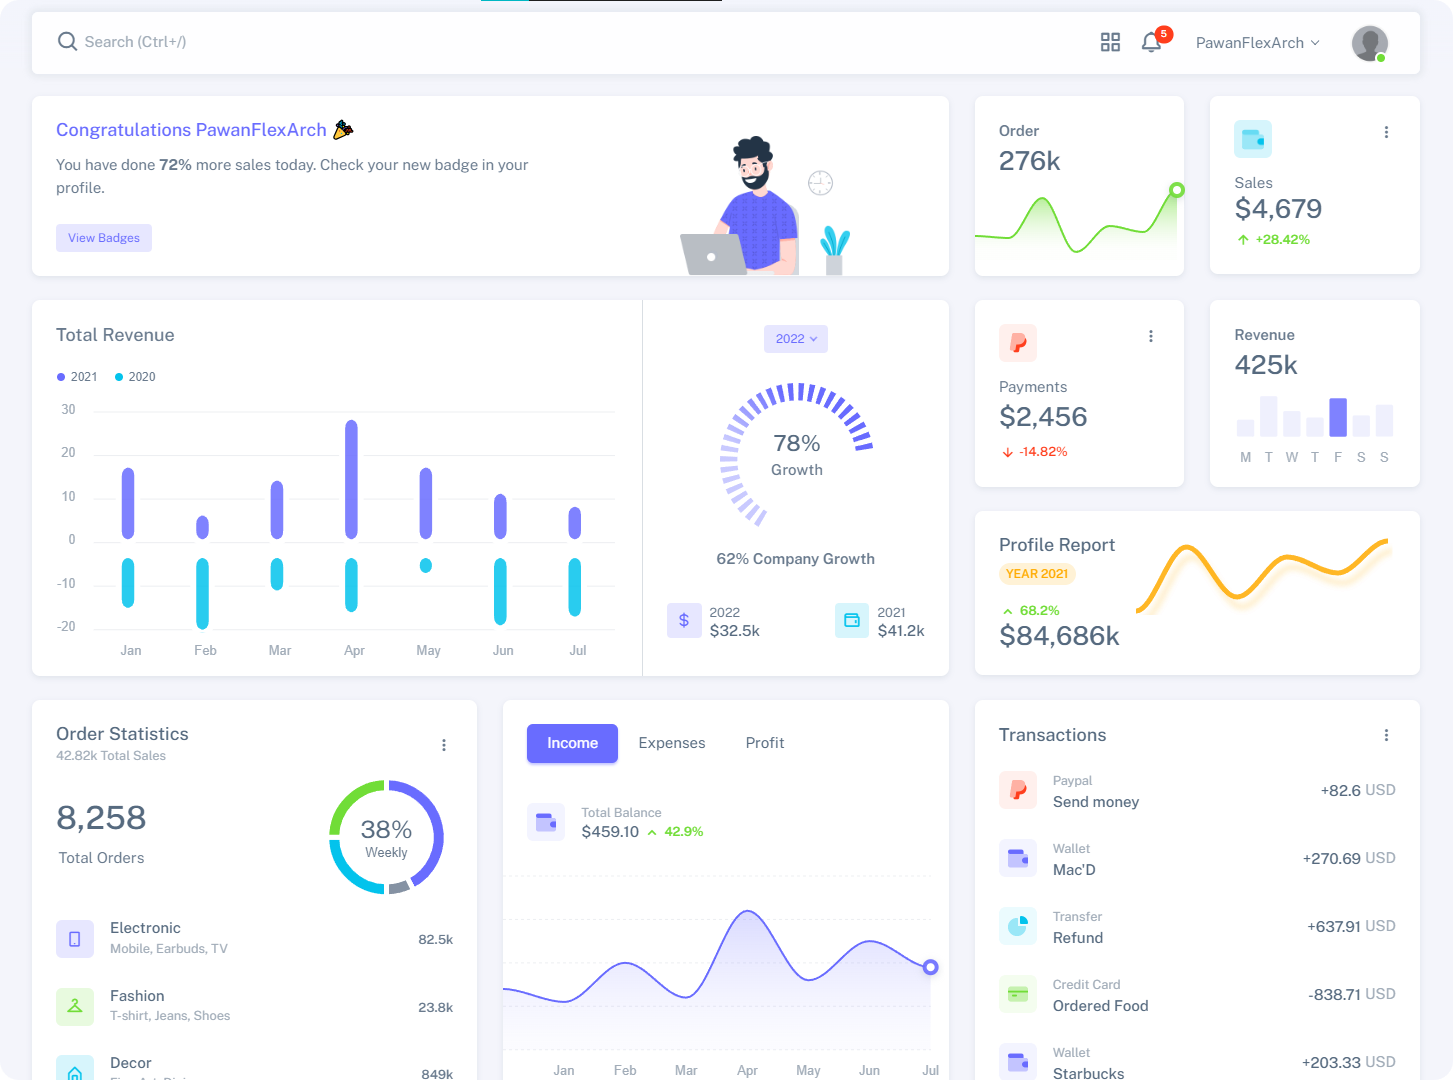 Search (Ctrl+/)
5
PawanFlexArch
Congratulations PawanFlexArch
You have done 72% more sales today. Check your new badge in your
profile.
View Badges
Order
276k
Sales
$4,679
+28.42%
Total Revenue
2021 2020
30
20
10
0
-10
-20
Jan Feb Mar Apr May Jun Jul
2022
78%
Growth
62% Company Growth
$
2022
$32.5k
2021
$41.2k
Payments
$2,456
-14.82%
Revenue
425k
M T W T F S S
Profile Report
YEAR 2021
68.2%
$84,686k
Order Statistics
42.82k Total Sales
8,258
Total Orders
38%
Weekly
Electronic
Mobile, Earbuds, TV
82.5k
Fashion
T-shirt, Jeans, Shoes
23.8k
Decor
849k
Income Expenses Profit
Total Balance
$459.10 42.9%
Jan Feb Mar Apr May Jun Jul
Transactions
Paypal
Send money
+82.6 USD
Wallet
Mac'D
+270.69 USD
Transfer
Refund
+637.91 USD
Credit Card
Ordered Food
-838.71 USD
Wallet
Starbucks
+203.33 USD